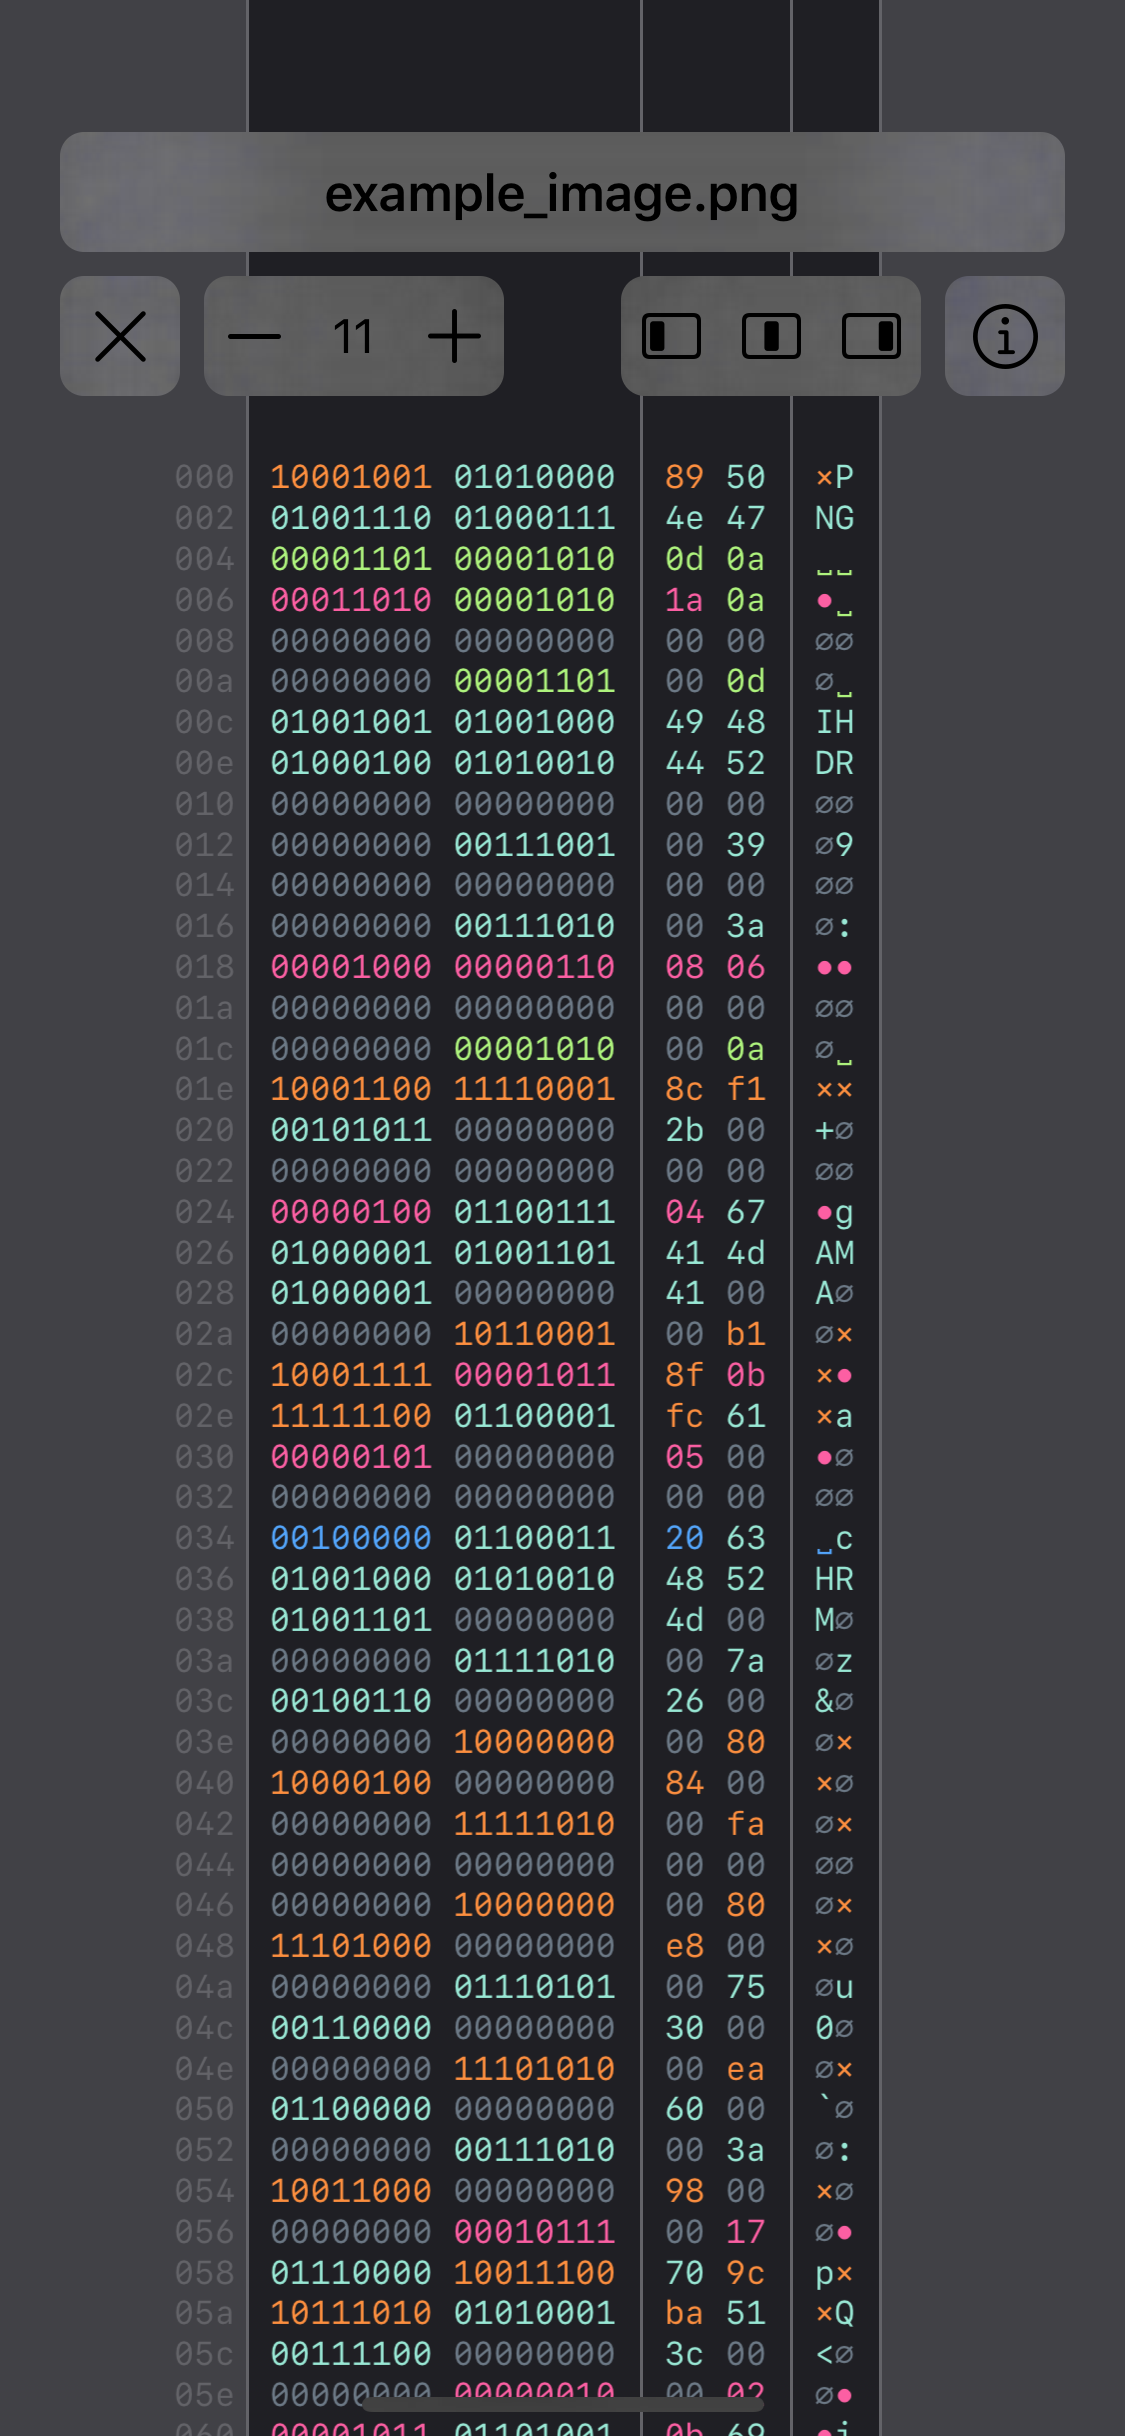 example_image.png
11
000 10001001 01010000 89 50 ×P
002 01001110 01000111 4e 47 NG
004 00001101 00001010 0d 0a ␣␣
006 00011010 00001010 1a 0a •␣
008 00000000 00000000 00 00 ∅∅
00a 00000000 00001101 00 0d ∅␣
00c 01001001 01001000 49 48 IH
00e 01000100 01010010 44 52 DR
010 00000000 00000000 00 00 ∅∅
012 00000000 00111001 00 39 ∅9
014 00000000 00000000 00 00 ∅∅
016 00000000 00111010 00 3a ∅:
018 00001000 00000110 08 06 ••
01a 00000000 00000000 00 00 ∅∅
01c 00000000 00001010 00 0a ∅␣
01e 10001100 11110001 8c f1 ××
020 00101011 00000000 2b 00 +∅
022 00000000 00000000 00 00 ∅∅
024 00000100 01100111 04 67 •g
026 01000001 01001101 41 4d AM
028 01000001 00000000 41 00 A∅
02a 00000000 10110001 00 b1 ∅×
02c 10001111 00001011 8f 0b ו
02e 11111100 01100001 fc 61 ×a
030 00000101 00000000 05 00 •∅
032 00000000 00000000 00 00 ∅∅
034 00100000 01100011 20 63 ␣c
036 01001000 01010010 48 52 HR
038 01001101 00000000 4d 00 M∅
03a 00000000 01111010 00 7a ∅z
03c 00100110 00000000 26 00 &∅
03e 00000000 10000000 00 80 ∅×
040 10000100 00000000 84 00 ×∅
042 00000000 11111010 00 fa ∅×
044 00000000 00000000 00 00 ∅∅
046 00000000 10000000 00 80 ∅×
048 11101000 00000000 e8 00 ×∅
04a 00000000 01110101 00 75 ∅u
04c 00110000 00000000 30 00 0∅
04e 00000000 11101010 00 ea ∅×
050 01100000 00000000 60 00 `∅
052 00000000 00111010 00 3a ∅:
054 10011000 00000000 98 00 ×∅
056 00000000 00010111 00 17 ∅•
058 01110000 10011100 70 9c p×
05a 10111010 01010001 ba 51 ×Q
05c 00111100 00000000 3c 00 <∅
05e 00000000 00000010 00 02 ∅•
060 00001011 01101001 0b 69 •i